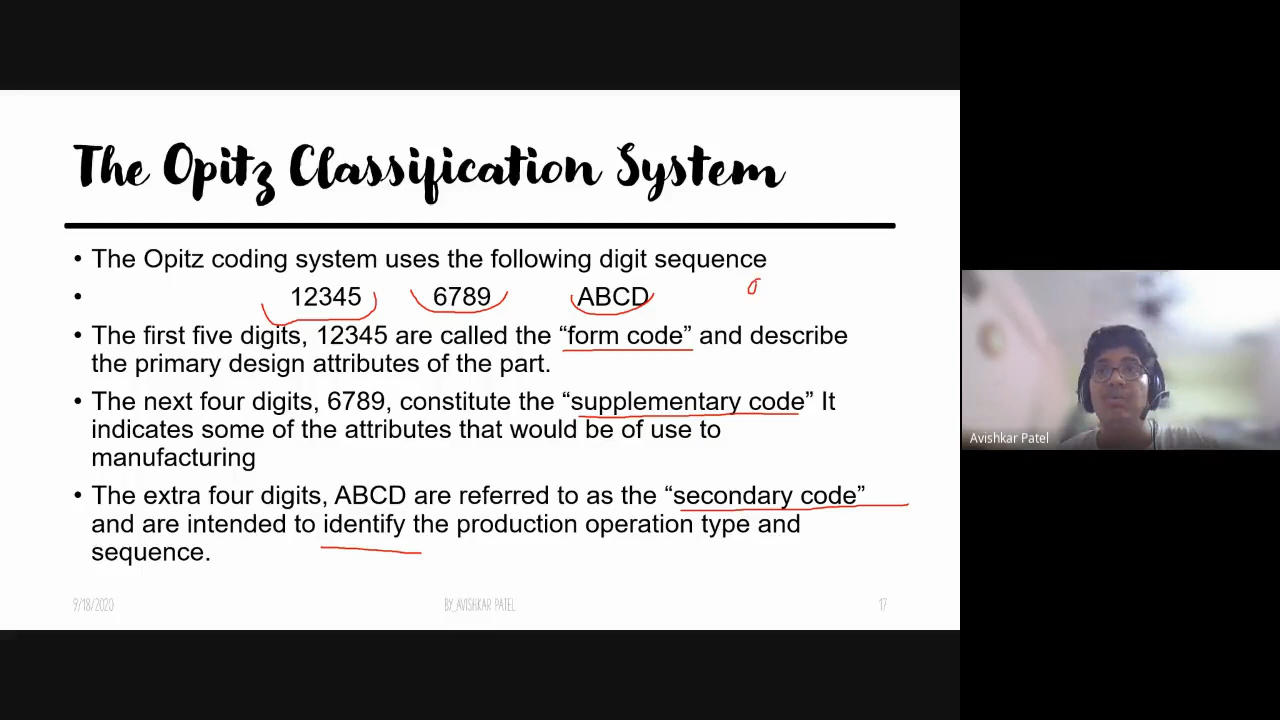 The Opitz Classification System
• The Opitz coding system uses the following digit sequence
• 12345 6789 ABCD
• The first five digits, 12345 are called the “form code” and describe
the primary design attributes of the part.
• The next four digits, 6789, constitute the “supplementary code” It
indicates some of the attributes that would be of use to
manufacturing
• The extra four digits, ABCD are referred to as the “secondary code”
and are intended to identify the production operation type and
sequence.
9/18/2020 BY_AVISHKAR PATEL 17
Avishkar Patel